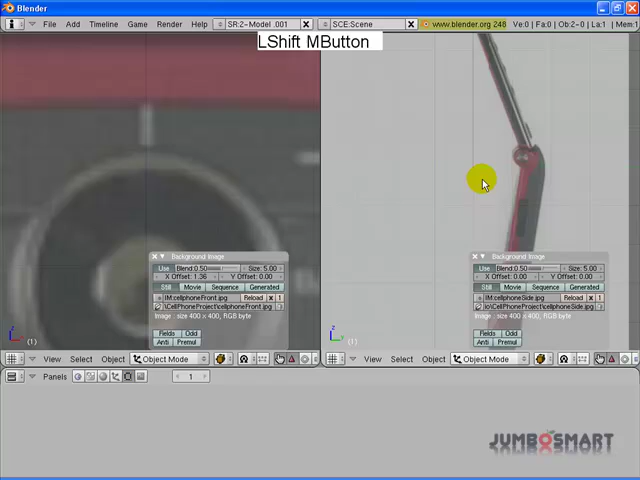 Blender
File Add Timeline Game Render Help SR:2-Model .001 SCE:Scene www.blender.org 248 Ve:0 | Fa:0 | Ob:2-0 | La:1 | Mem:1
LShift MButton
Background Image
Use Blend:0.50 Size: 5.00
X Offset: 1.36 Y Offset: 0.00
Still Movie Sequence Generated
IM:cellphoneFront.jpg Reload 1
\CellPhoneProject\cellphoneFront.jpg
Image : size 400 x 400, RGB byte
Fields Odd
Anti Premul
(1)
View Select Object Object Mode
Background Image
Use Blend:0.50 Size: 5.00
X Offset: 0.00 Y Offset: 0.00
Still Movie Sequence Generated
IM:cellphoneSide.jpg Reload 1
\CellPhoneProject\cellphoneSide.jpg
Image : size 400 x 400, RGB byte
Fields Odd
Anti Premul
(1)
View Select Object Object Mode
Panels 1
JUMBOSMART